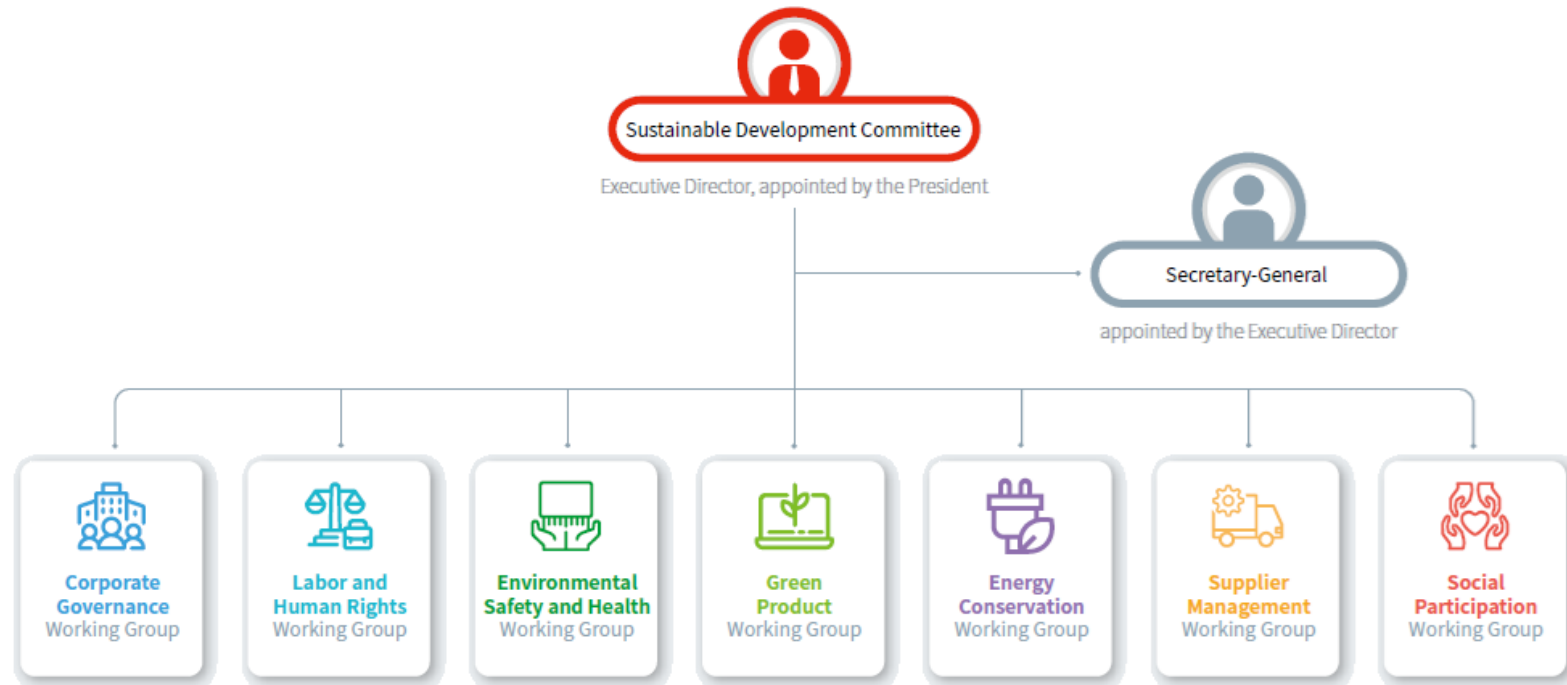 Sustainable Development Committee
Executive Director, appointed by the President
Secretary-General
appointed by the Executive Director
Corporate
Governance
Working Group
Labor and
Human Rights
Working Group
Environmental
Safety and Health
Working Group
Green
Product
Working Group
Energy
Conservation
Working Group
Supplier
Management
Working Group
Social
Participation
Working Group